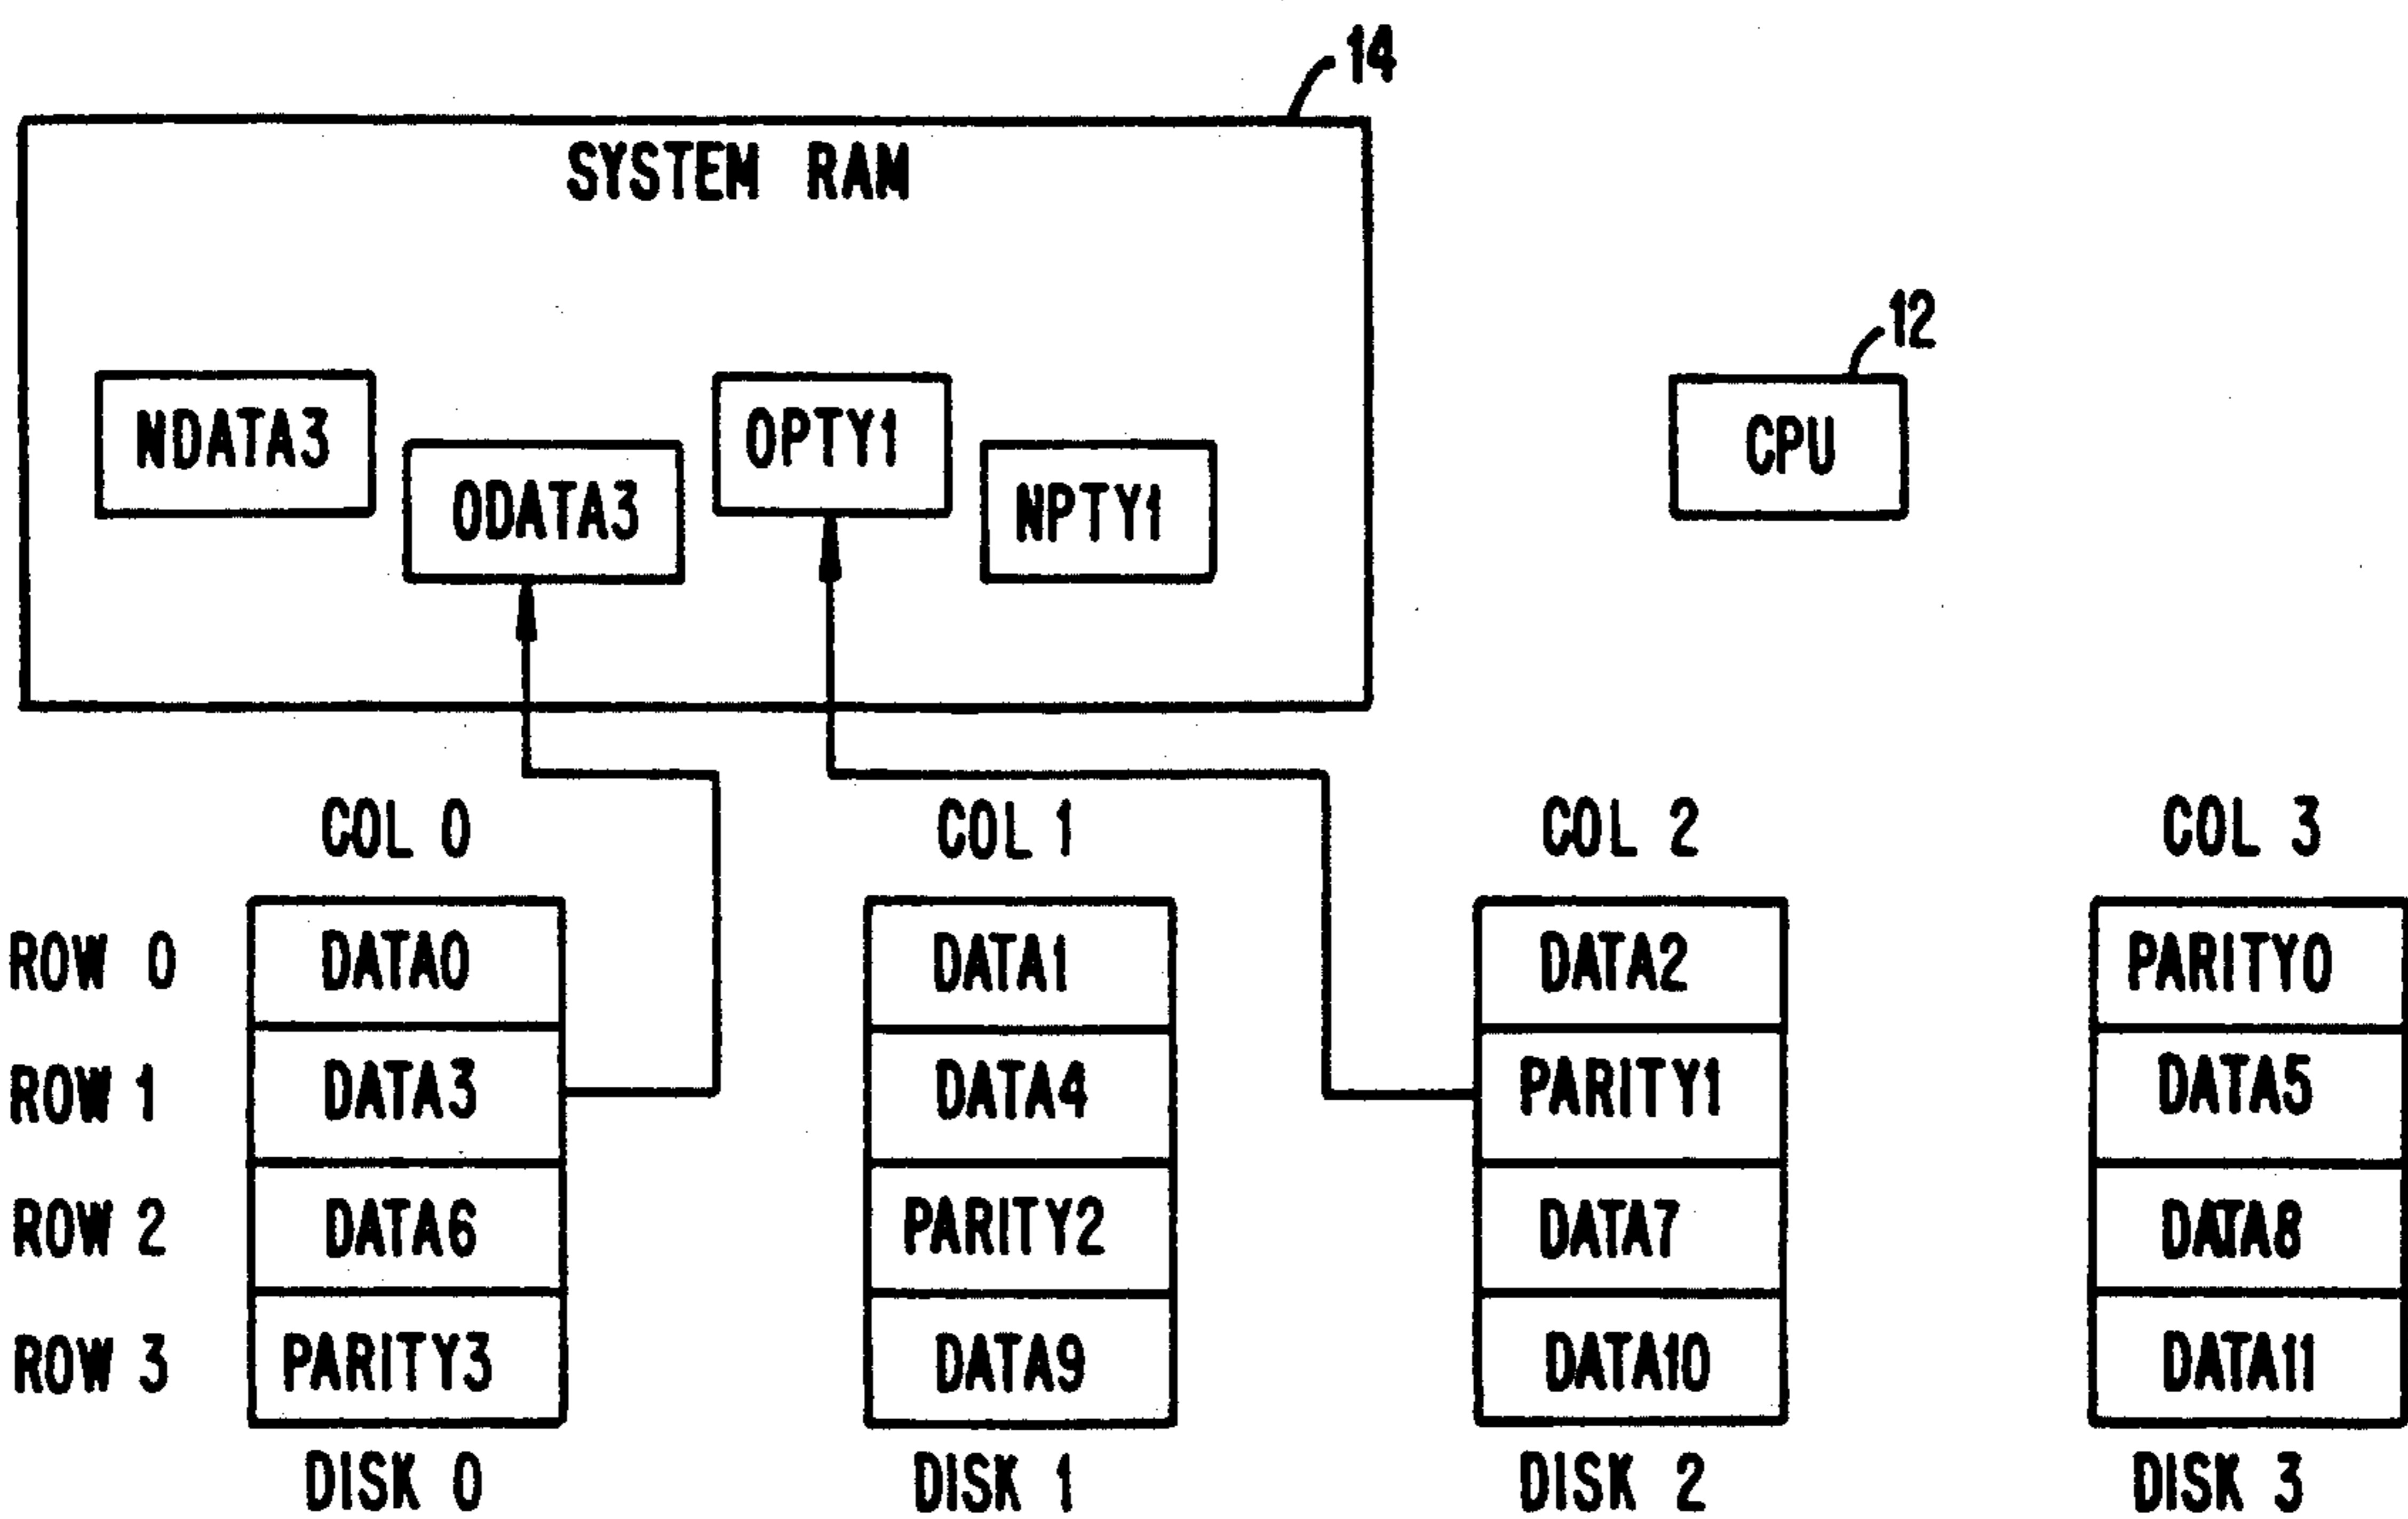 14
SYSTEM RAM
12
NDATA3
ODATA3
OPTY1
NPTY1
CPU
COL 0 COL 1 COL 2 COL 3
ROW 0 DATA0 DATA1 DATA2 PARITY0
ROW 1 DATA3 DATA4 PARITY1 DATA5
ROW 2 DATA6 PARITY2 DATA7 DATA8
ROW 3 PARITY3 DATA9 DATA10 DATA11
DISK 0 DISK 1 DISK 2 DISK 3